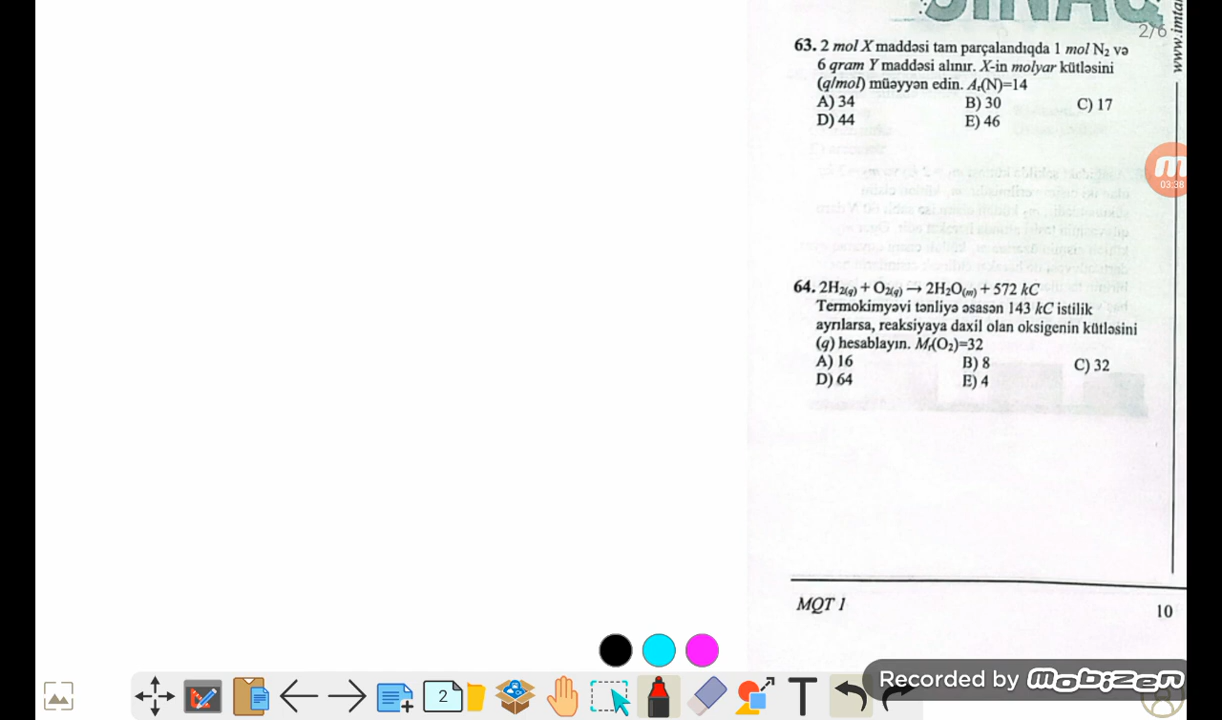 SINAQ
2/6
63. 2 mol X maddəsi tam parçalandıqda 1 mol N₂ və
6 qram Y maddəsi alınır. X-in molyar kütləsini
(q/mol) müəyyən edin. Aᵣ(N)=14
A) 34 B) 30 C) 17
D) 44 E) 46
03:38
64. 2H₂(q) + O₂(q) → 2H₂O(m) + 572 kC
Termokimyəvi tənliyə əsasən 143 kC istilik
ayrılarsa, reaksiyaya daxil olan oksigenin kütləsini
(q) hesablayın. Mᵣ(O₂)=32
A) 16 B) 8 C) 32
D) 64 E) 4
MQT 1
10
2
T
Recorded by mobizen